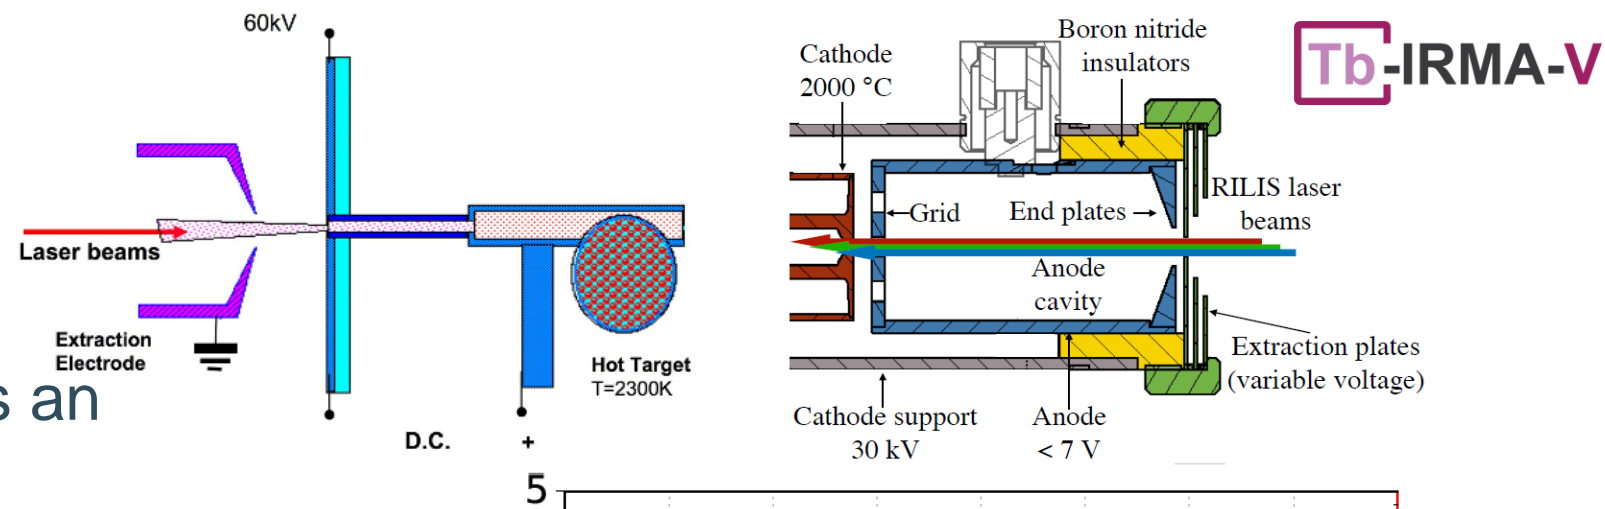 60kV
Laser beams
Extraction
Electrode
s an
D.C.
+
Hot Target
T=2300K
Cathode
2000 °C
Boron nitride
insulators
Tb-IRMA-V
Grid
End plates
RILIS laser
beams
Anode
cavity
Extraction plates
(variable voltage)
Cathode support
30 kV
Anode
< 7 V
5